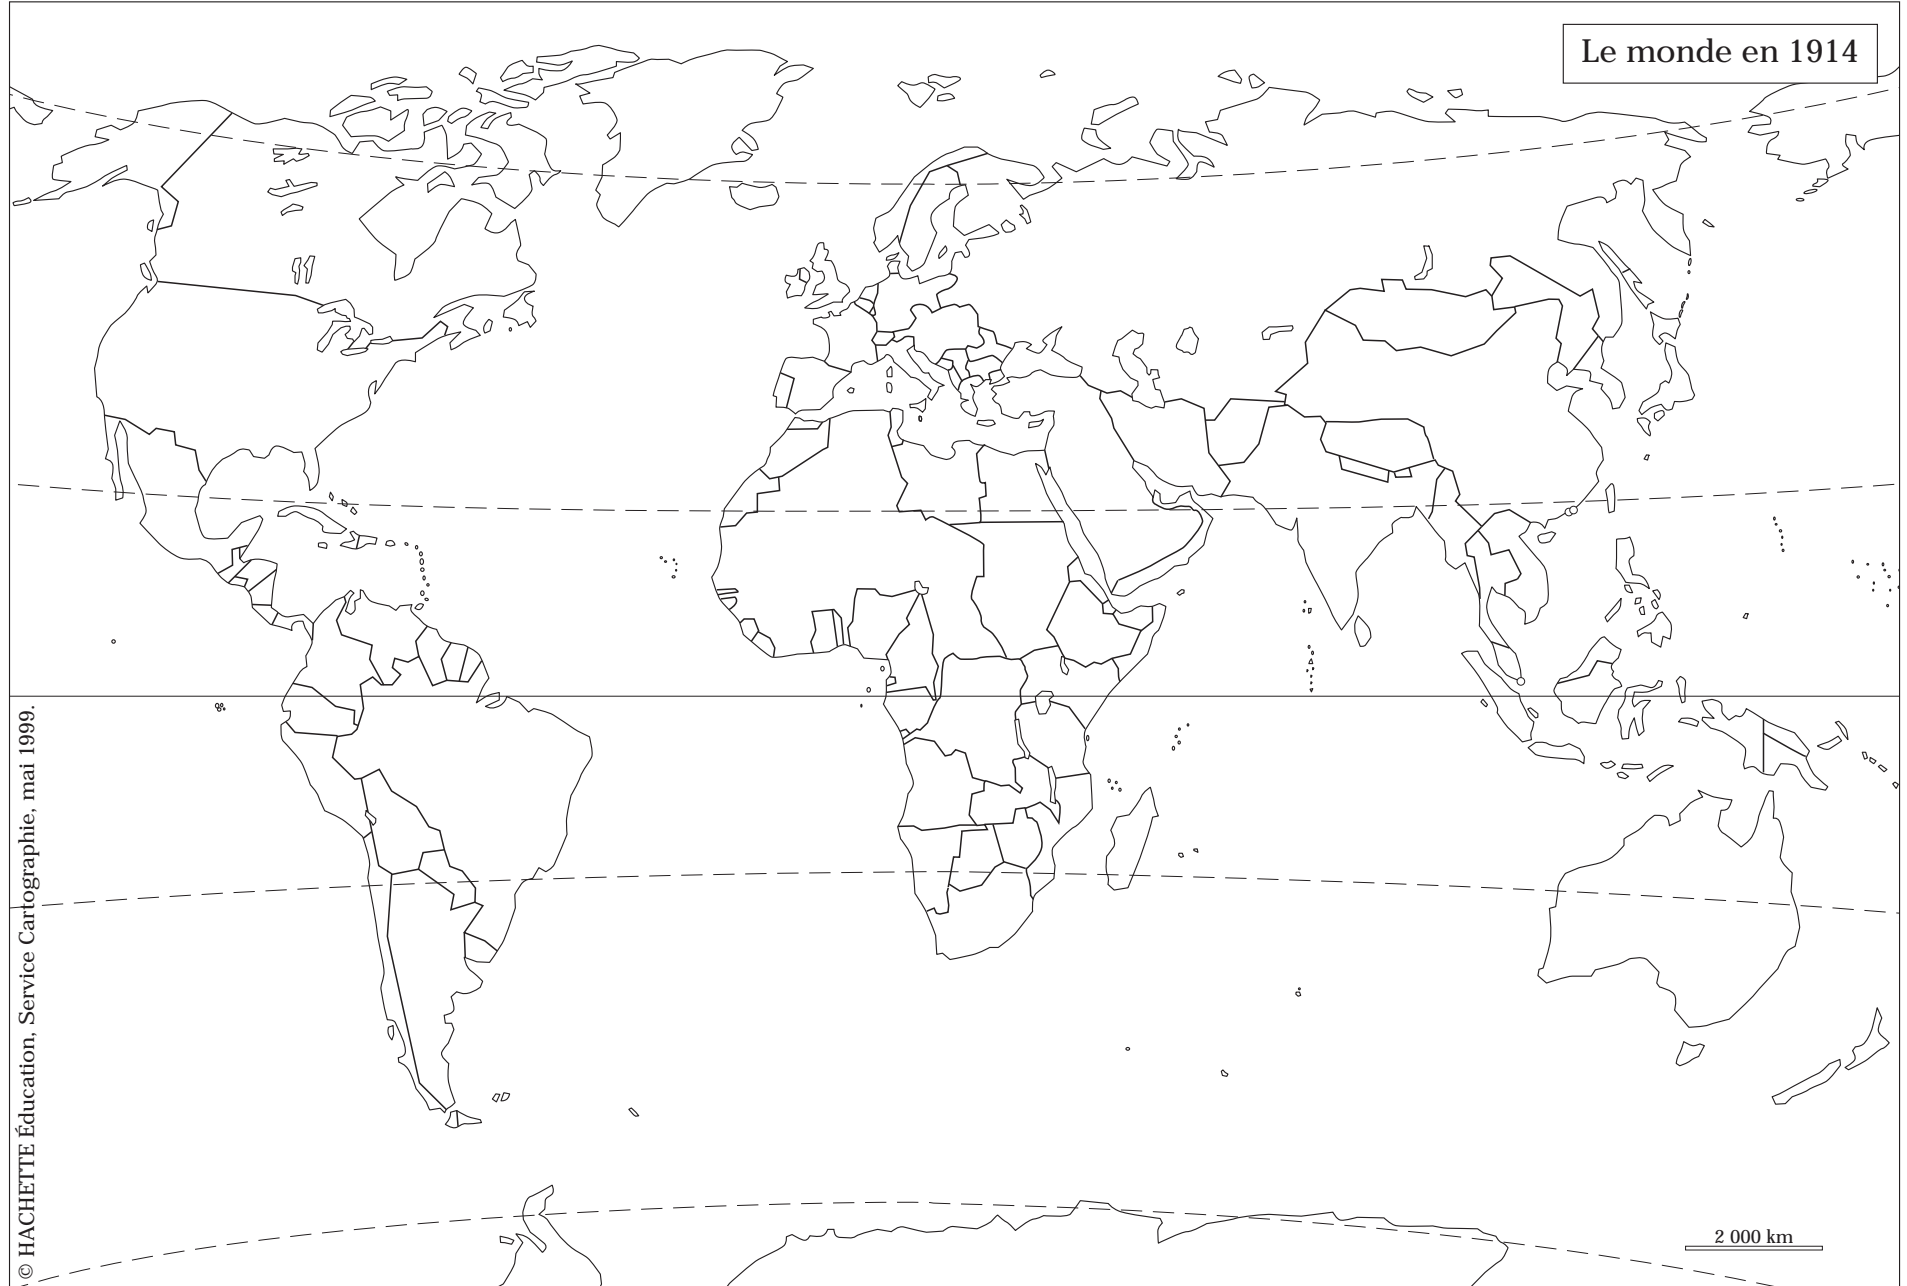 Le monde en 1914
© HACHETTE Éducation, Service Cartographie, mai 1999.
2 000 km